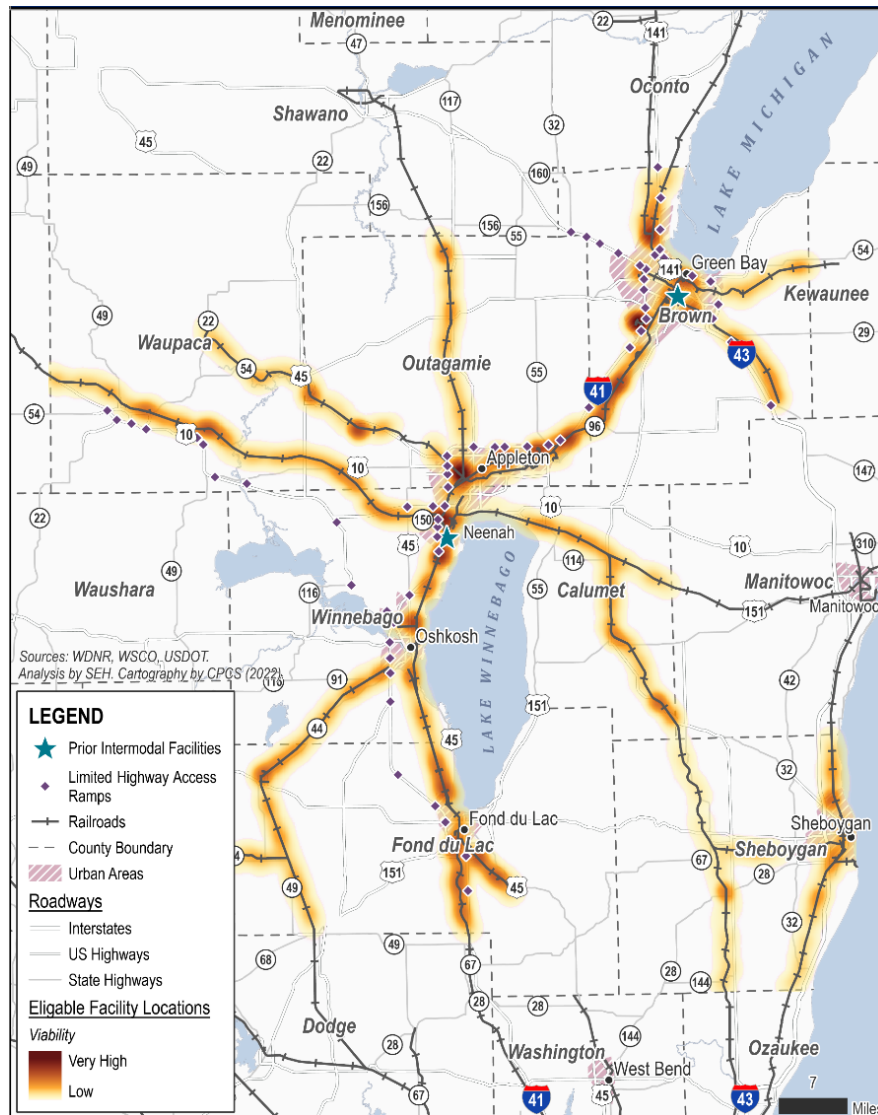 Menominee
22
141
47
Oconto
LAKE MICHIGAN
117
Shawano
45
32
49
22
160
156
156
55
49
141
Green Bay
54
Kewaunee
22
Brown
Waupaca
29
54
45
Outagamie
43
55
41
54
96
10
Appleton
10
147
22
150
10
Neenah
310
45
114
10
49
Waushara
55
Calumet
Manitowoc
116
LAKE WINNEBAGO
Manitowoc
Winnebago
151
Oshkosh
Sources: WDNR, WSCO, USDOT.
Analysis by SEH. Cartography by CPCS (2022)
91
42
151
LEGEND
44
45
Prior Intermodal Facilities
32
Limited Highway Access
Ramps
Fond du Lac
Sheboygan
Railroads
Fond du Lac
Sheboygan
County Boundary
67
151
28
Urban Areas
45
49
32
Roadways
Interstates
US Highways
49
68
67
28
State Highways
144
28
28
Eligable Facility Locations
Dodge
Viability
28
144
Washington
Ozaukee
Very High
West Bend
7
Low
67
41
45
43
Miles